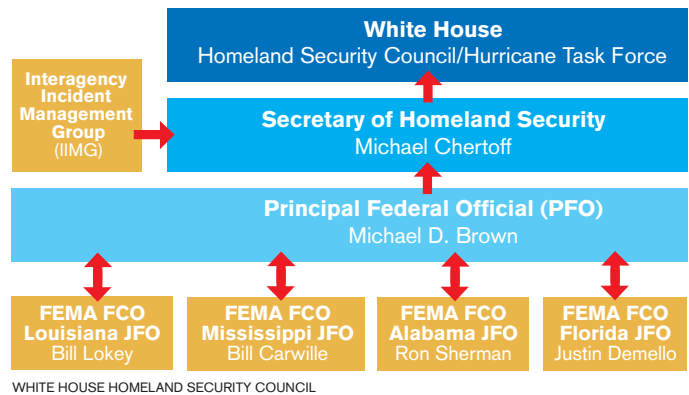 White House
Homeland Security Council/Hurricane Task Force
Interagency
Incident
Management
Group
(IIMG)
Secretary of Homeland Security
Michael Chertoff
Principal Federal Official (PFO)
Michael D. Brown
FEMA FCO
Louisiana JFO
Bill Lokey
FEMA FCO
Mississippi JFO
Bill Carwille
FEMA FCO
Alabama JFO
Ron Sherman
FEMA FCO
Florida JFO
Justin Demello
WHITE HOUSE HOMELAND SECURITY COUNCIL